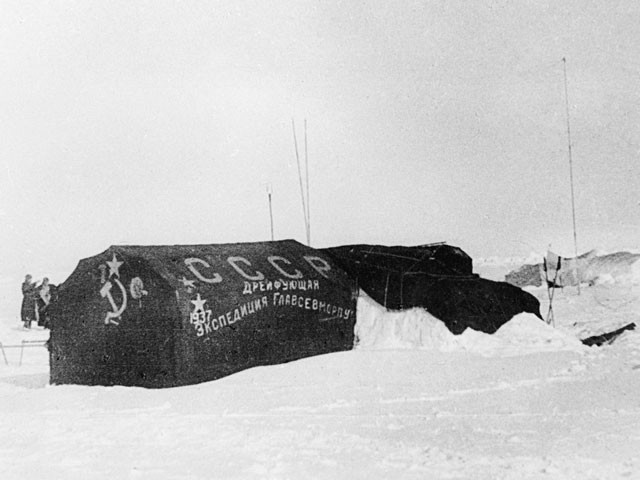 СССР
ДРЕЙФУЮЩАЯ
ЭКСПЕДИЦИЯ ГЛАВСЕВМОРПУТИ
1937